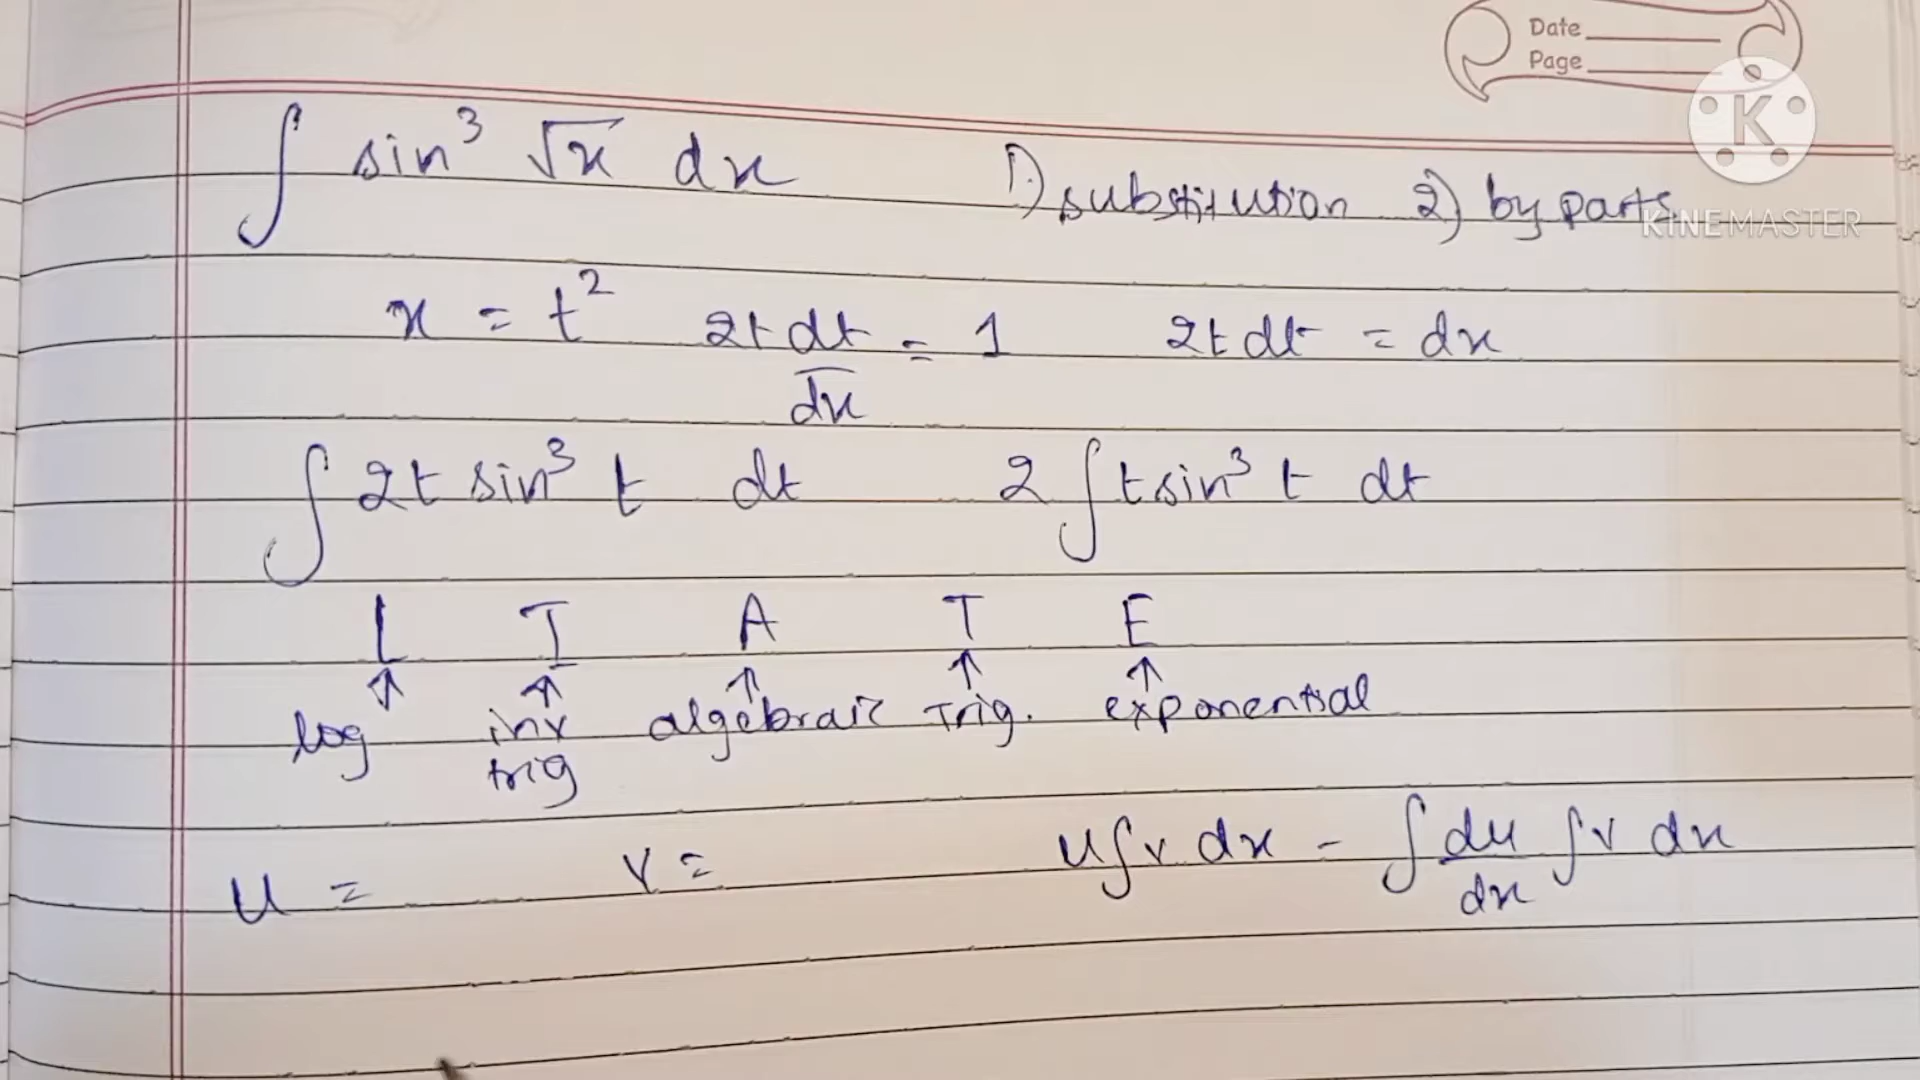 Date
Page
K
KINEMASTER
∫ sin³ √x dx 1) substitution 2) by parts
x = t² 2t dt/dx = 1 2t dt = dx
∫ 2t sin³ t dt 2 ∫ t sin³ t dt
L I A T E
↑ ↑ ↑ ↑ ↑
log inv trig algebraic Trig. exponential
u = v = u∫v dx - ∫ du/dx ∫v dx